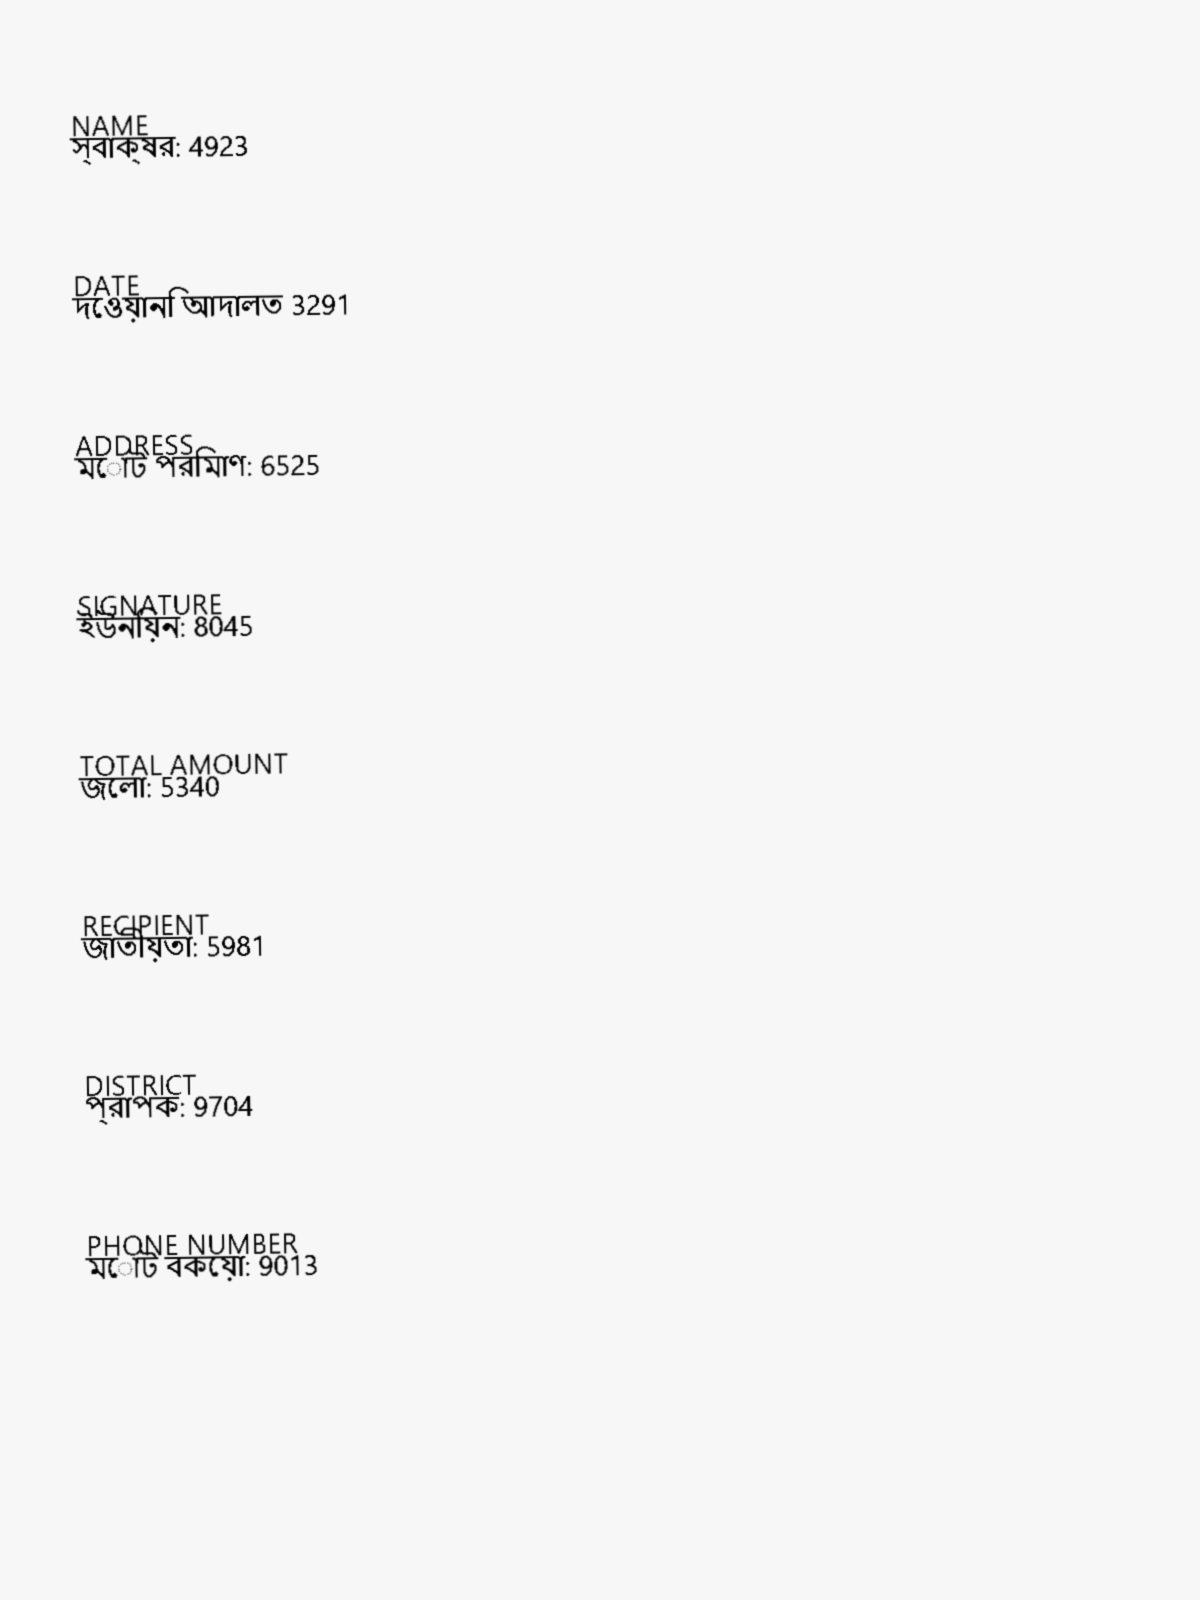 NAME
স্বাক্ষর: 4923
DATE
দেওয়ানি আদালত 3291
ADDRESS
মোট পরিমাণ: 6525
SIGNATURE
ইউনিয়ন: 8045
TOTAL AMOUNT
জেলা: 5340
RECIPIENT
জাতীয়তা: 5981
DISTRICT
প্রাপক: 9704
PHONE NUMBER
মোট বকেয়া: 9013